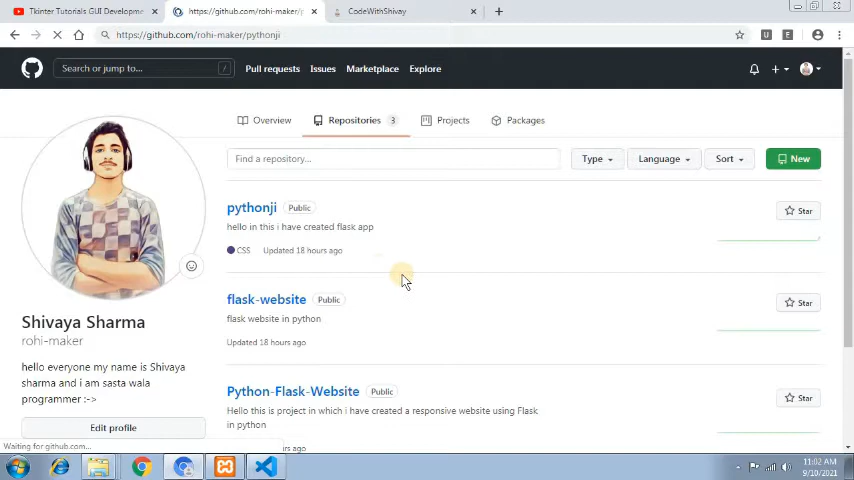 Tkinter Tutorials GUI Developme
https://github.com/rohi-maker/p
CodeWithShivay
https://github.com/rohi-maker/pythonji
Search or jump to...
/
Pull requests
Issues
Marketplace
Explore
Overview
Repositories 3
Projects
Packages
Find a repository...
Type
Language
Sort
New
pythonji
Public
Star
hello in this i have created flask app
CSS
Updated 18 hours ago
flask-website
Public
Star
flask website in python
Updated 18 hours ago
Shivaya Sharma
rohi-maker
hello everyone my name is Shivaya
sharma and i am sasta wala
programmer :->
Edit profile
Python-Flask-Website
Public
Star
Hello this is project in which i have created a responsive website using Flask
in python
urs ago
Waiting for github.com...
11:02 AM
9/10/2021